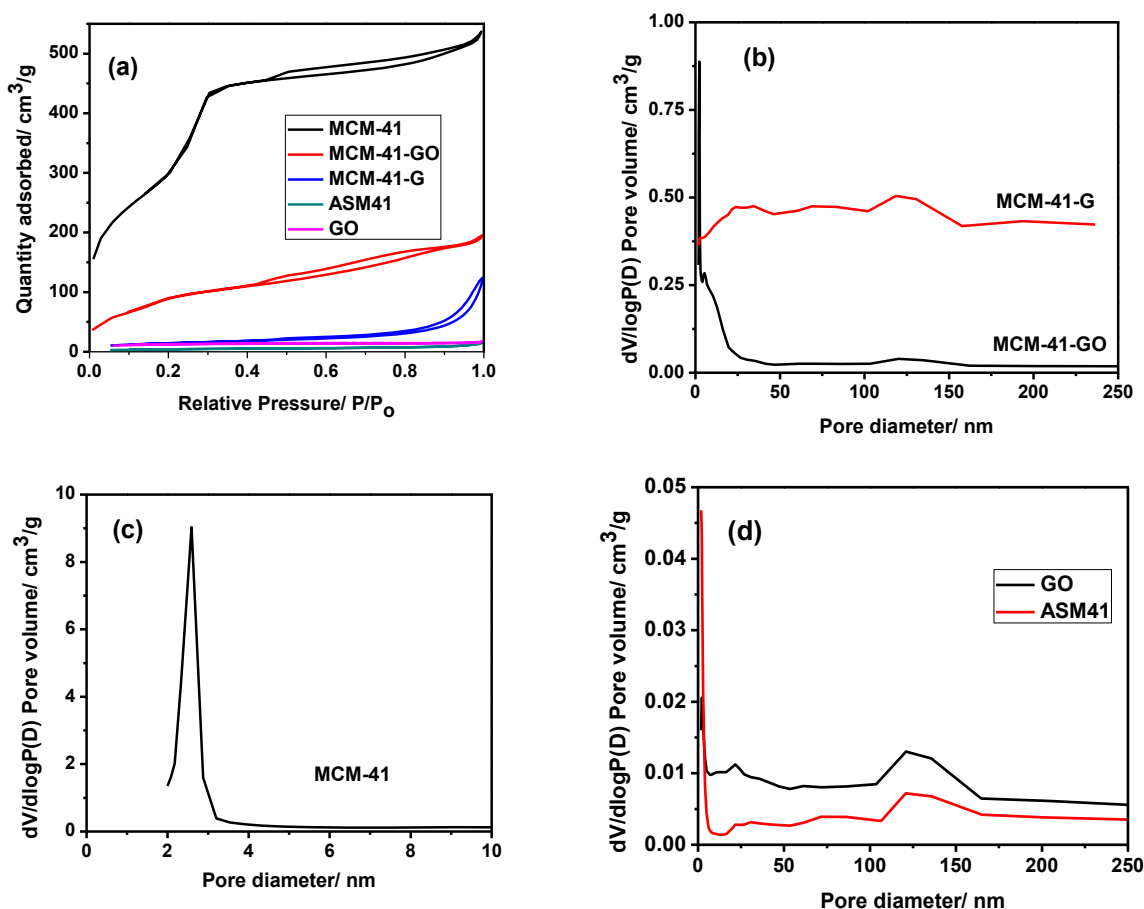 (a)
Quantity adsorbed/ cm³/g
500
400
300
200
100
0
MCM-41
MCM-41-GO
MCM-41-G
ASM41
GO
0.0 0.2 0.4 0.6 0.8 1.0
Relative Pressure/ P/Po
(b)
dV/dlogP(D) Pore volume/ cm³/g
1.00
0.75
0.50
0.25
0.00
MCM-41-G
MCM-41-GO
0 50 100 150 200 250
Pore diameter/ nm
(c)
dV/dlogP(D) Pore volume/ cm³/g
10
8
6
4
2
0
MCM-41
0 2 4 6 8 10
Pore diameter/ nm
(d)
dV/dlogP(D) Pore volume/ cm³/g
0.05
0.04
0.03
0.02
0.01
0.00
GO
ASM41
0 50 100 150 200 250
Pore diameter/ nm